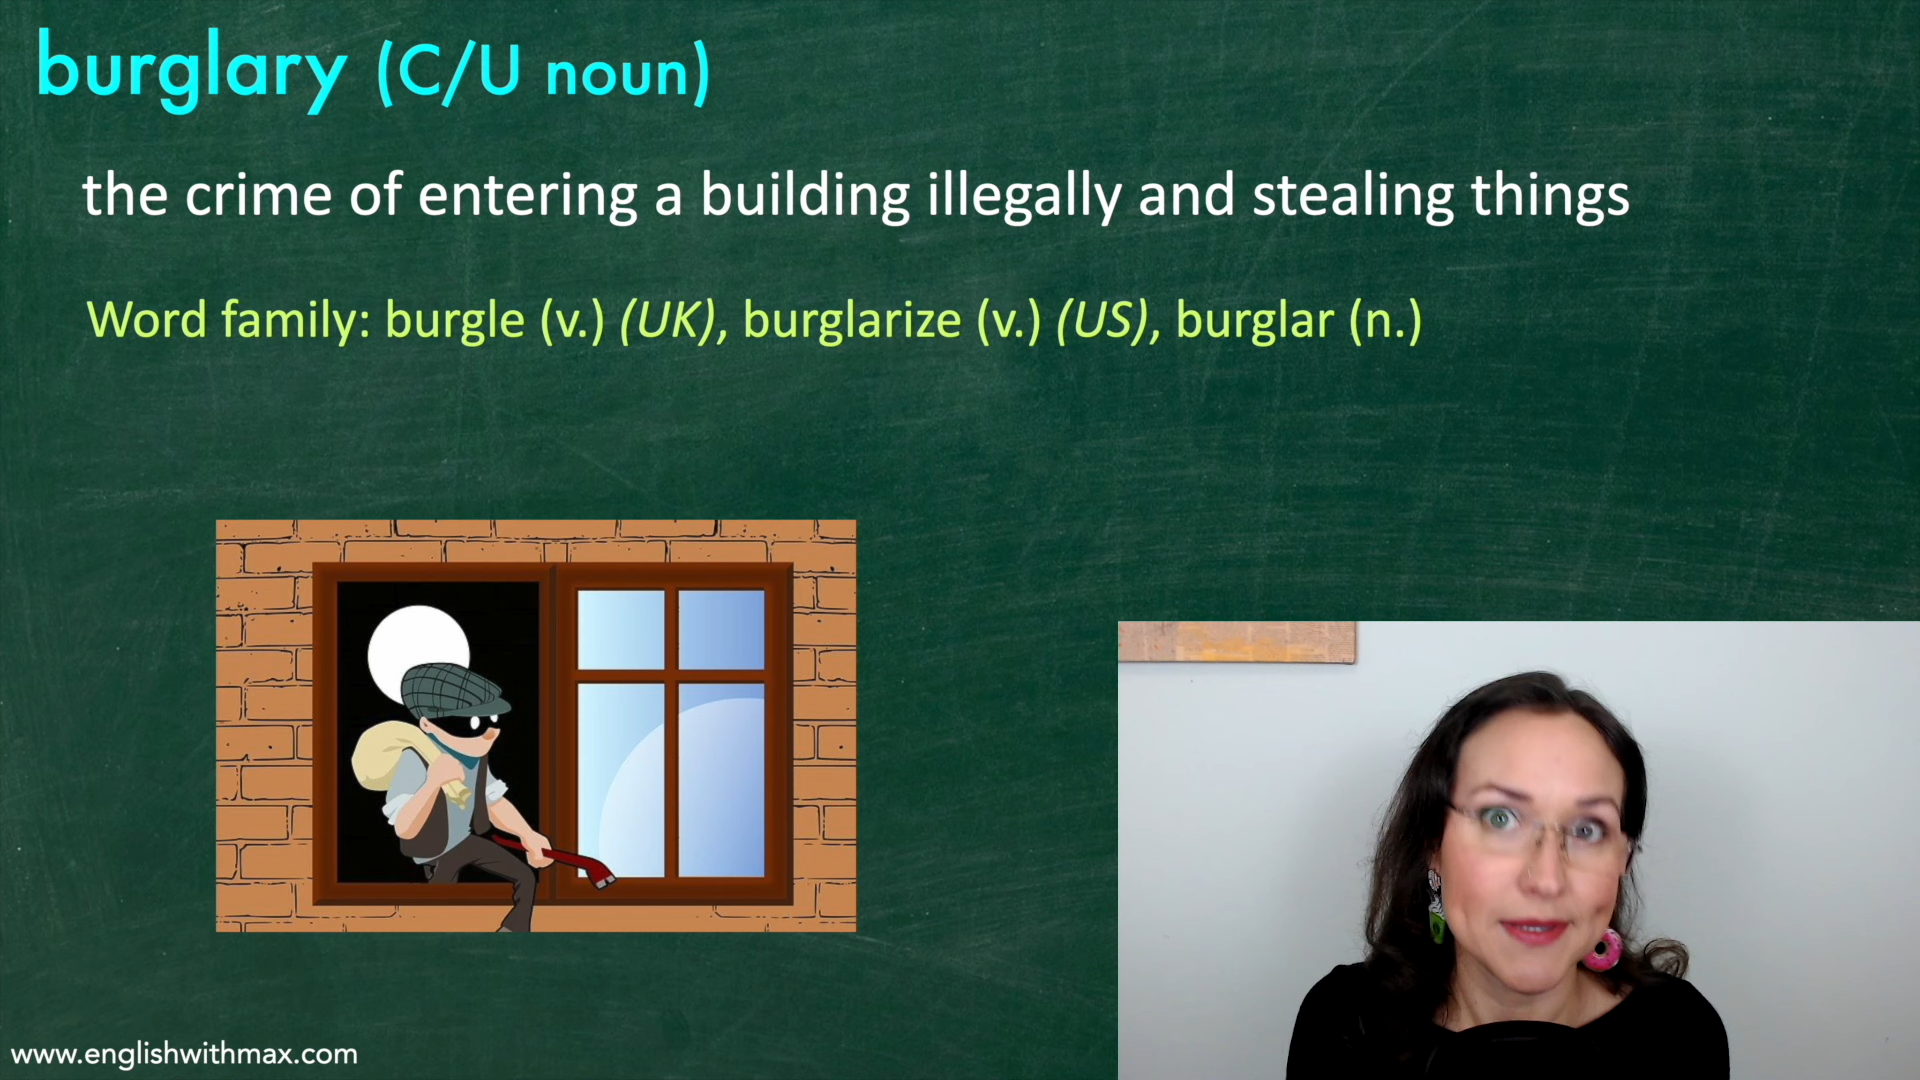 burglary (C/U noun)
the crime of entering a building illegally and stealing things
Word family: burgle (v.) (UK), burglarize (v.) (US), burglar (n.)
www.englishwithmax.com